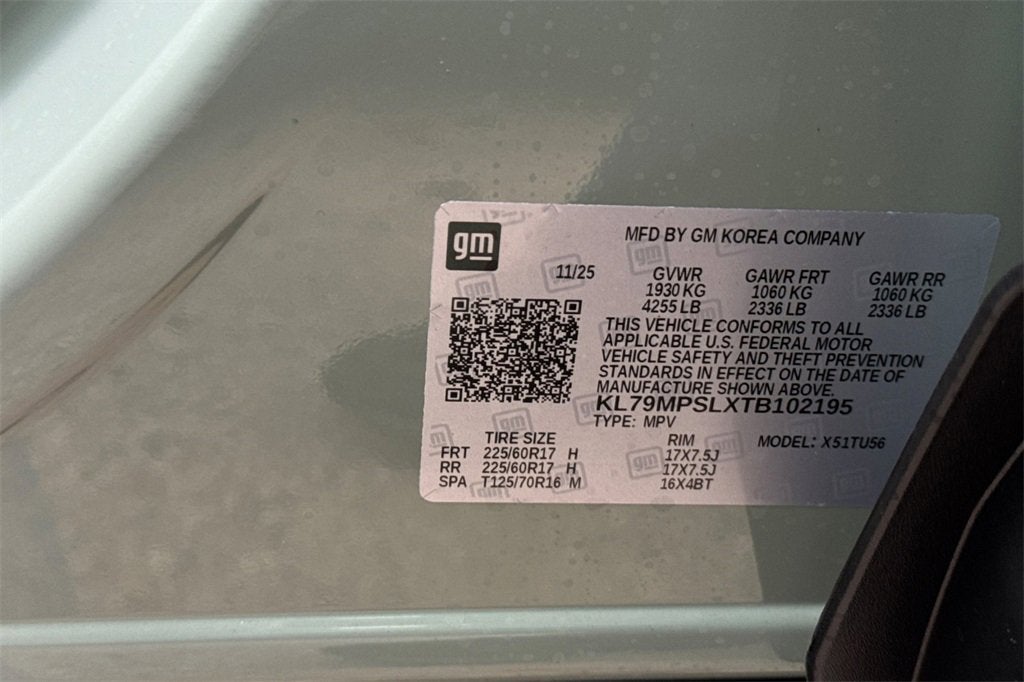 gm
MFD BY GM KOREA COMPANY
11/25 GVWR GAWR FRT GAWR RR
1930 KG 1060 KG 1060 KG
4255 LB 2336 LB 2336 LB
THIS VEHICLE CONFORMS TO ALL
APPLICABLE U.S. FEDERAL MOTOR
VEHICLE SAFETY AND THEFT PREVENTION
STANDARDS IN EFFECT ON THE DATE OF
MANUFACTURE SHOWN ABOVE.
KL79MPSLXTB102195
TYPE: MPV
TIRE SIZE RIM MODEL: X51TU56
FRT 225/60R17 H 17X7.5J
RR 225/60R17 H 17X7.5J
SPA T125/70R16 M 16X4BT